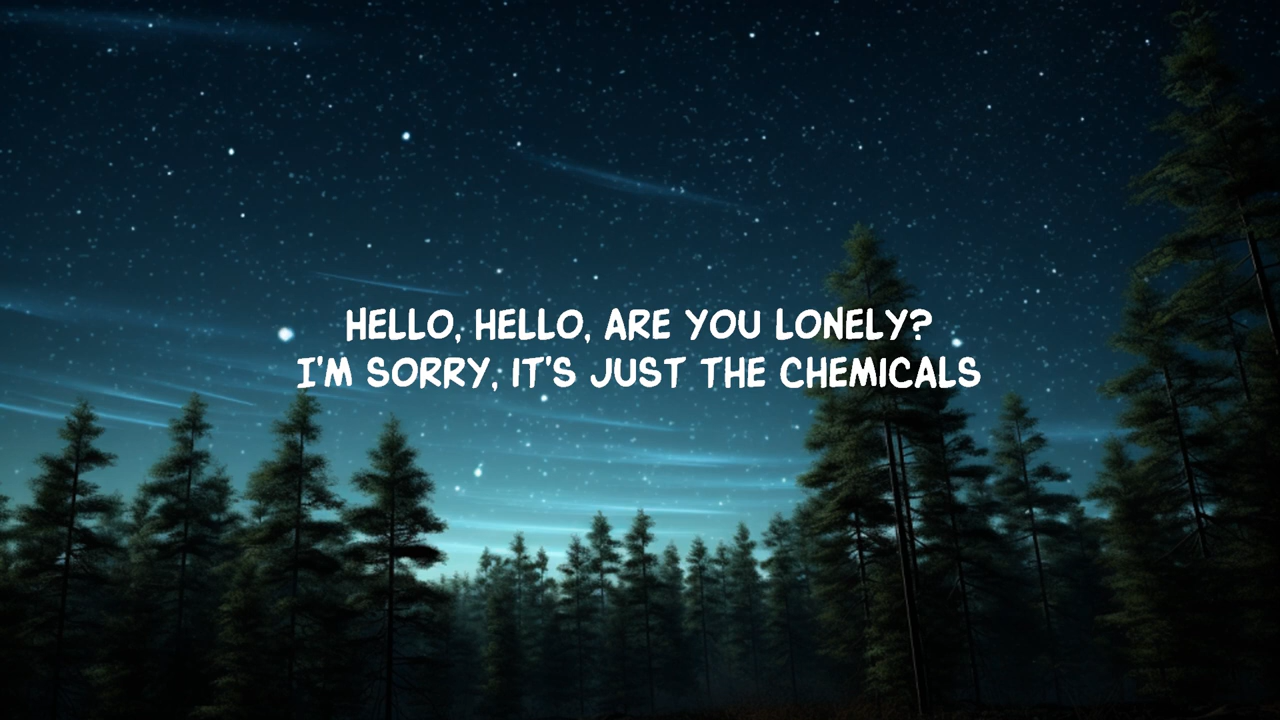 HELLO, HELLO, ARE YOU LONELY?
I'M SORRY, IT'S JUST THE CHEMICALS